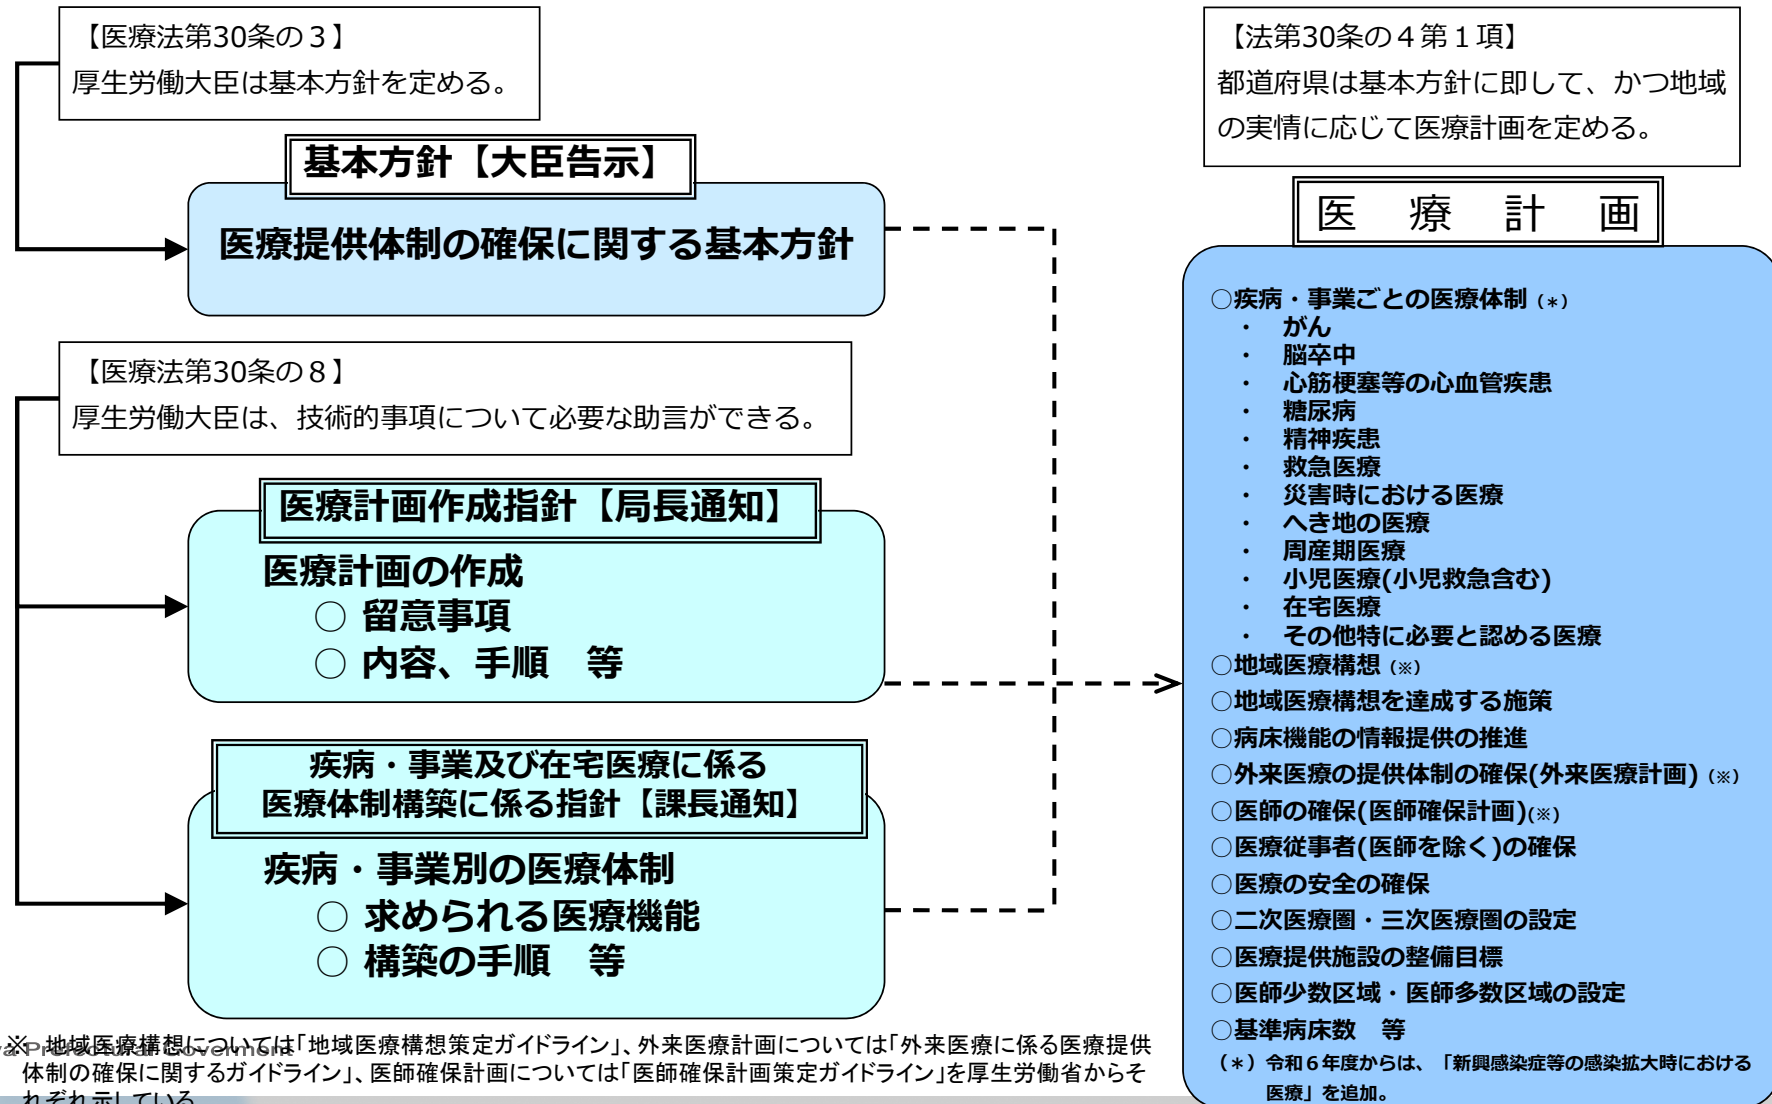 【医療法第30条の３】
厚生労働大臣は基本方針を定める。
基本方針【大臣告示】
医療提供体制の確保に関する基本方針
【医療法第30条の８】
厚生労働大臣は、技術的事項について必要な助言ができる。
医療計画作成指針【局長通知】
医療計画の作成
○ 留意事項
○ 内容、手順　等
疾病・事業及び在宅医療に係る
医療体制構築に係る指針【課長通知】
疾病・事業別の医療体制
○ 求められる医療機能
○ 構築の手順　等
※　地域医療構想については「地域医療構想策定ガイドライン」、外来医療計画については「外来医療に係る医療提供
体制の確保に関するガイドライン」、医師確保計画については「医師確保計画策定ガイドライン」を厚生労働省からそ
れぞれ示している
Prefectural Goverment
【法第30条の４第１項】
都道府県は基本方針に即して、かつ地域
の実情に応じて医療計画を定める。
医　療　計　画
○疾病・事業ごとの医療体制（＊）
・　がん
・　脳卒中
・　心筋梗塞等の心血管疾患
・　糖尿病
・　精神疾患
・　救急医療
・　災害時における医療
・　へき地の医療
・　周産期医療
・　小児医療(小児救急含む)
・　在宅医療
・　その他特に必要と認める医療
○地域医療構想（※）
○地域医療構想を達成する施策
○病床機能の情報提供の推進
○外来医療の提供体制の確保(外来医療計画)（※）
○医師の確保(医師確保計画)(※)
○医療従事者(医師を除く)の確保
○医療の安全の確保
○二次医療圏・三次医療圏の設定
○医療提供施設の整備目標
○医師少数区域・医師多数区域の設定
○基準病床数　等
（＊）令和６年度からは、「新興感染症等の感染拡大時における
医療」を追加。